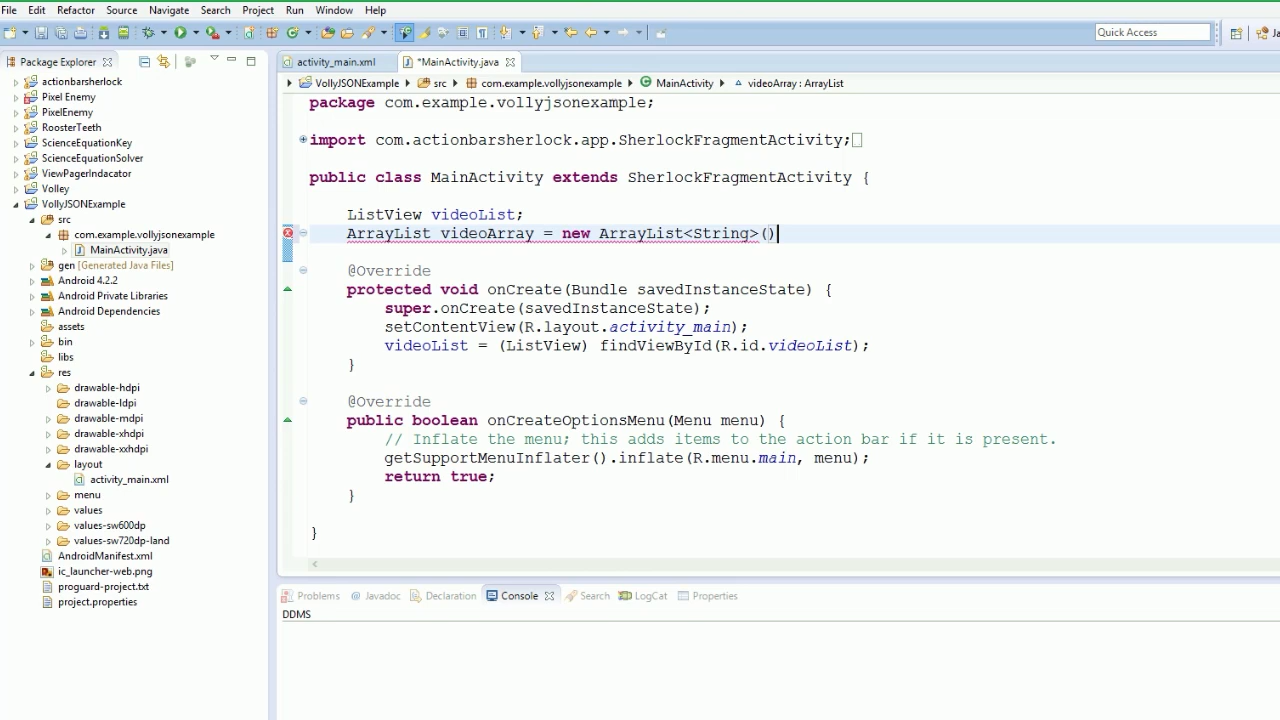 File Edit Refactor Source Navigate Search Project Run Window Help
Quick Access
Package Explorer
activity_main.xml
*MainActivity.java
VollyJSONExample src com.example.vollyjsonexample MainActivity videoArray : ArrayList
actionbarsherlock
Pixel Enemy
PixelEnemy
RoosterTeeth
ScienceEquationKey
ScienceEquationSolver
ViewPagerIndacator
Volley
VollyJSONExample
src
com.example.vollyjsonexample
MainActivity.java
gen [Generated Java Files]
Android 4.2.2
Android Private Libraries
Android Dependencies
assets
bin
libs
res
drawable-hdpi
drawable-ldpi
drawable-mdpi
drawable-xhdpi
drawable-xxhdpi
layout
activity_main.xml
menu
values
values-sw600dp
values-sw720dp-land
AndroidManifest.xml
ic_launcher-web.png
proguard-project.txt
project.properties
package com.example.vollyjsonexample;
import com.actionbarsherlock.app.SherlockFragmentActivity;
public class MainActivity extends SherlockFragmentActivity {
ListView videoList;
ArrayList videoArray = new ArrayList<String>()
@Override
protected void onCreate(Bundle savedInstanceState) {
super.onCreate(savedInstanceState);
setContentView(R.layout.activity_main);
videoList = (ListView) findViewById(R.id.videoList);
}
@Override
public boolean onCreateOptionsMenu(Menu menu) {
// Inflate the menu; this adds items to the action bar if it is present.
getSupportMenuInflater().inflate(R.menu.main, menu);
return true;
}
}
Problems @ Javadoc Declaration Console Search LogCat Properties
DDMS